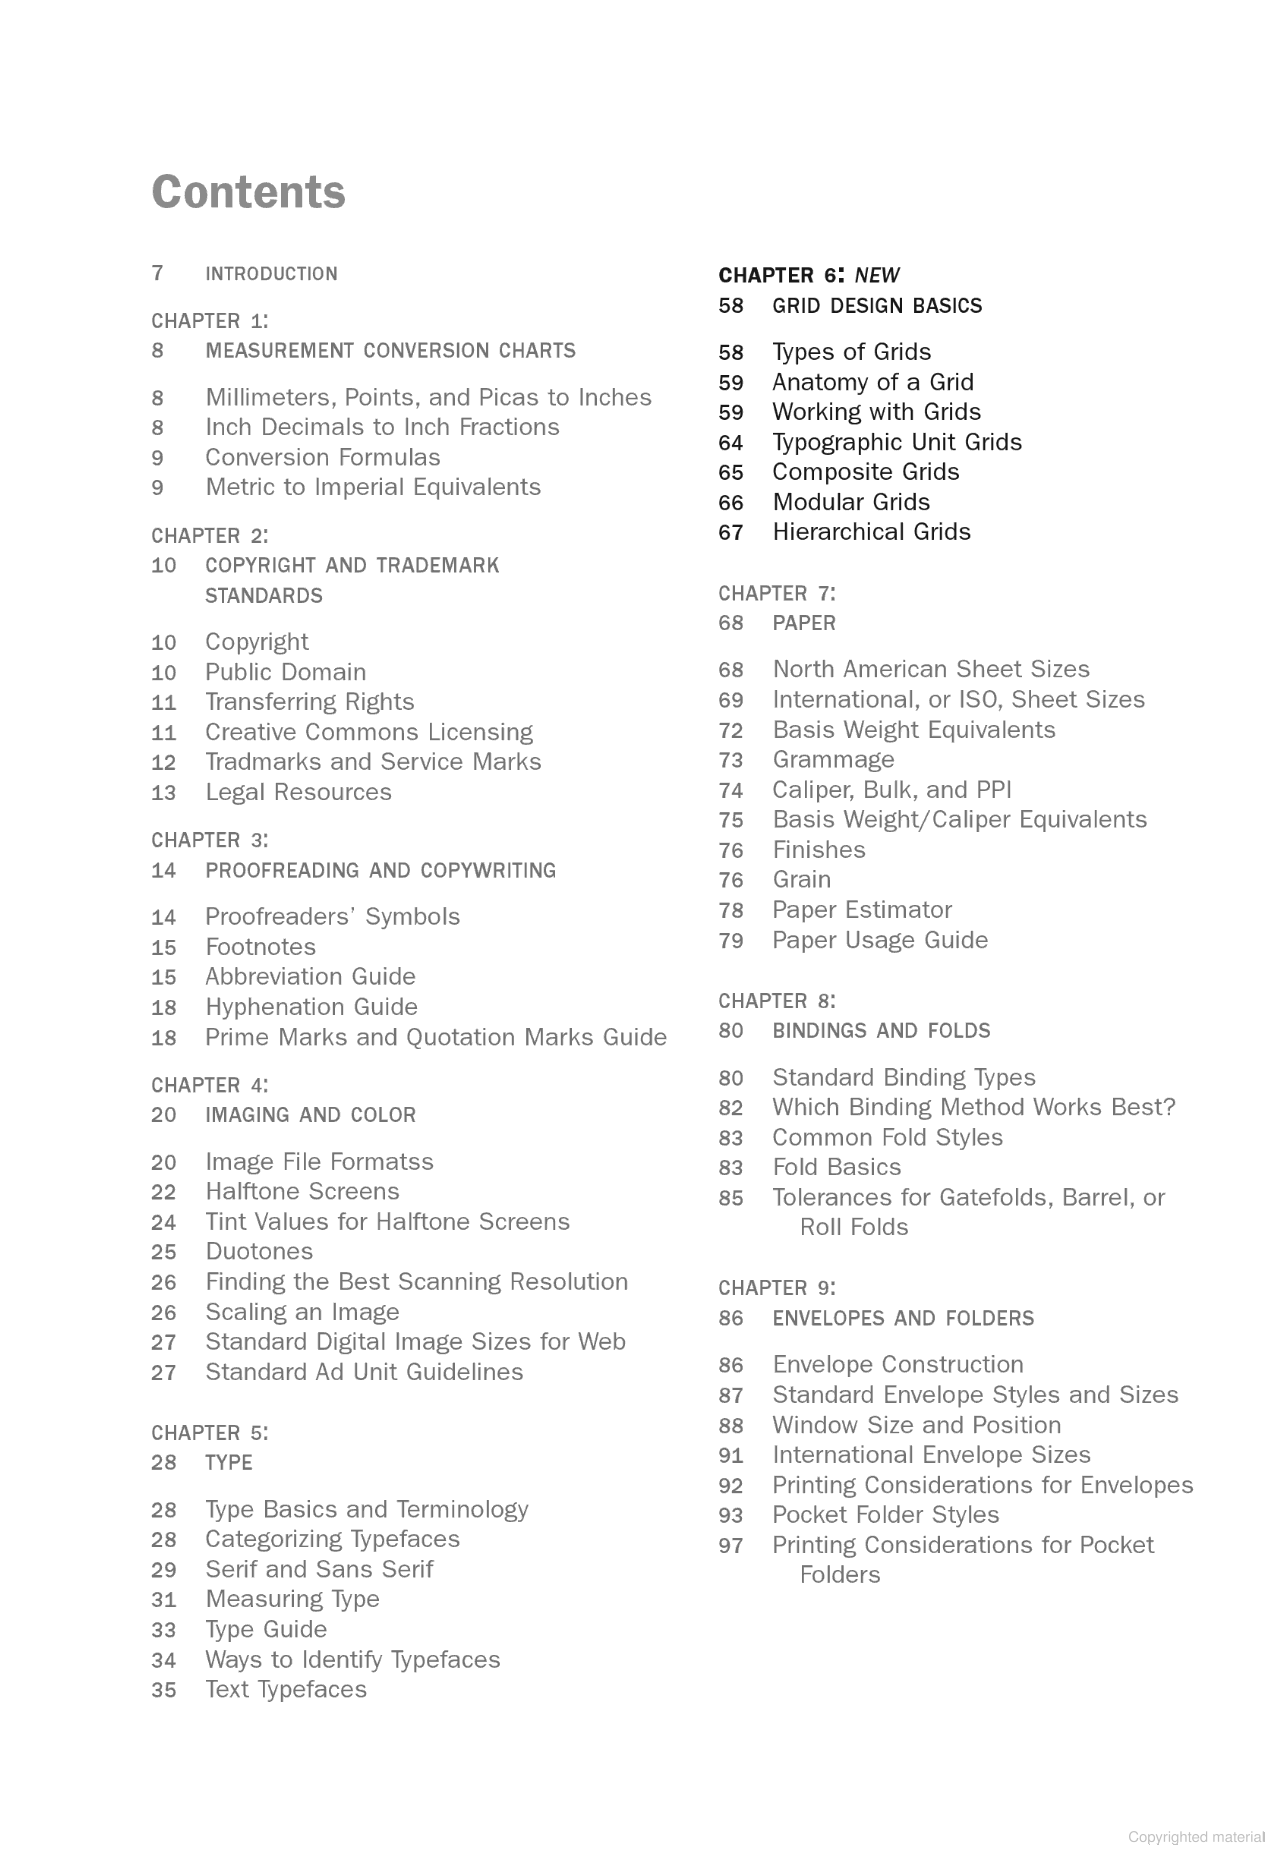 Contents
7 INTRODUCTION
CHAPTER 1:
8 MEASUREMENT CONVERSION CHARTS
8 Millimeters, Points, and Picas to Inches
8 Inch Decimals to Inch Fractions
9 Conversion Formulas
9 Metric to Imperial Equivalents
CHAPTER 2:
10 COPYRIGHT AND TRADEMARK
STANDARDS
10 Copyright
10 Public Domain
11 Transferring Rights
11 Creative Commons Licensing
12 Tradmarks and Service Marks
13 Legal Resources
CHAPTER 3:
14 PROOFREADING AND COPYWRITING
14 Proofreaders’ Symbols
15 Footnotes
15 Abbreviation Guide
18 Hyphenation Guide
18 Prime Marks and Quotation Marks Guide
CHAPTER 4:
20 IMAGING AND COLOR
20 Image File Formatss
22 Halftone Screens
24 Tint Values for Halftone Screens
25 Duotones
26 Finding the Best Scanning Resolution
26 Scaling an Image
27 Standard Digital Image Sizes for Web
27 Standard Ad Unit Guidelines
CHAPTER 5:
28 TYPE
28 Type Basics and Terminology
28 Categorizing Typefaces
29 Serif and Sans Serif
31 Measuring Type
33 Type Guide
34 Ways to Identify Typefaces
35 Text Typefaces
CHAPTER 6: NEW
58 GRID DESIGN BASICS
58 Types of Grids
59 Anatomy of a Grid
59 Working with Grids
64 Typographic Unit Grids
65 Composite Grids
66 Modular Grids
67 Hierarchical Grids
CHAPTER 7:
68 PAPER
68 North American Sheet Sizes
69 International, or ISO, Sheet Sizes
72 Basis Weight Equivalents
73 Grammage
74 Caliper, Bulk, and PPI
75 Basis Weight/Caliper Equivalents
76 Finishes
76 Grain
78 Paper Estimator
79 Paper Usage Guide
CHAPTER 8:
80 BINDINGS AND FOLDS
80 Standard Binding Types
82 Which Binding Method Works Best?
83 Common Fold Styles
83 Fold Basics
85 Tolerances for Gatefolds, Barrel, or
Roll Folds
CHAPTER 9:
86 ENVELOPES AND FOLDERS
86 Envelope Construction
87 Standard Envelope Styles and Sizes
88 Window Size and Position
91 International Envelope Sizes
92 Printing Considerations for Envelopes
93 Pocket Folder Styles
97 Printing Considerations for Pocket
Folders
Copyrighted material